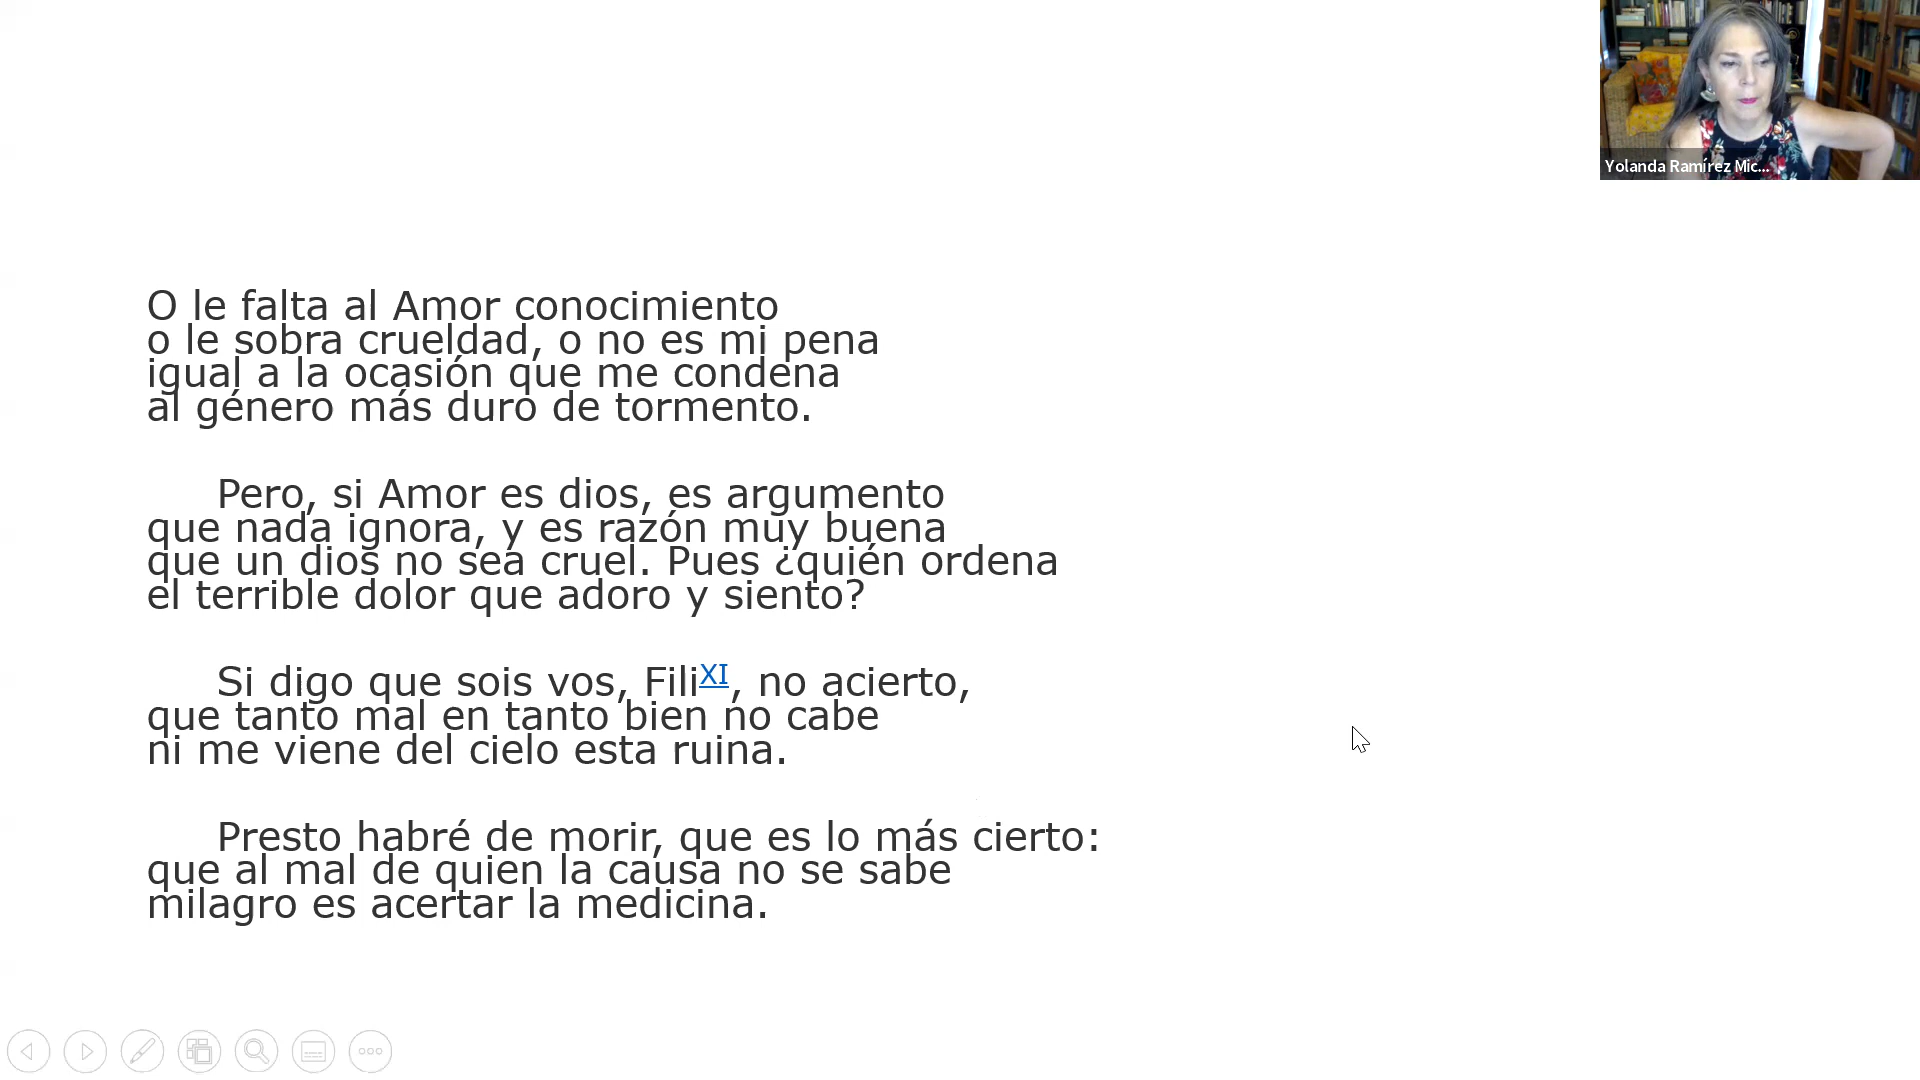 Yolanda Ramírez Mic...
O le falta al Amor conocimiento
o le sobra crueldad, o no es mi pena
igual a la ocasión que me condena
al género más duro de tormento.
Pero, si Amor es dios, es argumento
que nada ignora, y es razón muy buena
que un dios no sea cruel. Pues ¿quién ordena
el terrible dolor que adoro y siento?
Si digo que sois vos, FiliXI, no acierto,
que tanto mal en tanto bien no cabe
ni me viene del cielo esta ruina.
Presto habré de morir, que es lo más cierto:
que al mal de quien la causa no se sabe
milagro es acertar la medicina.